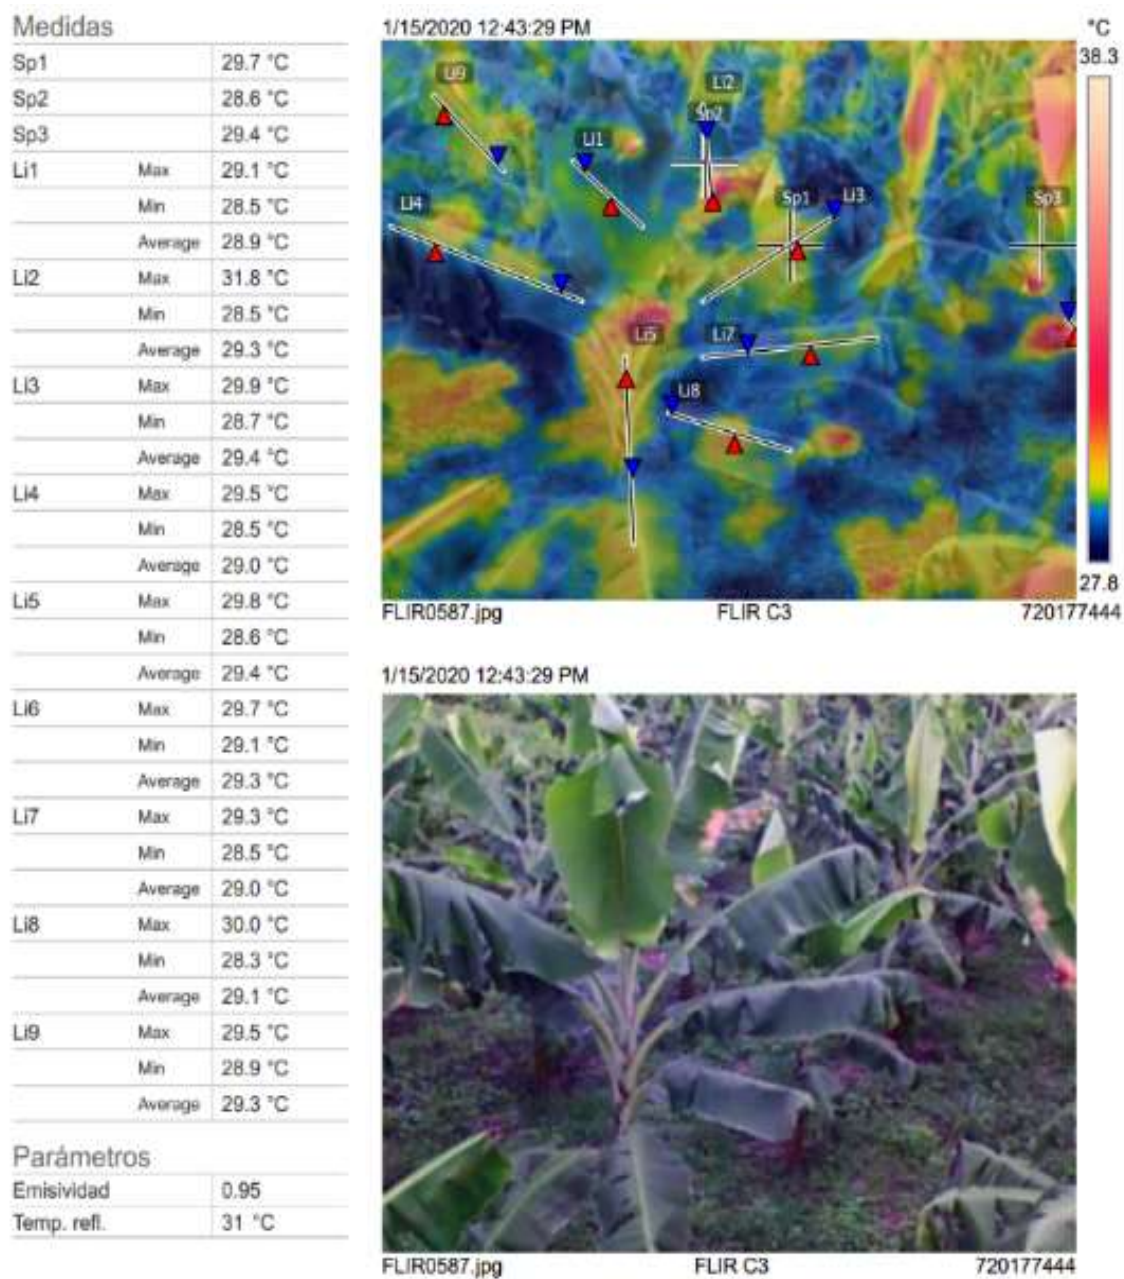 Medidas
Sp1 29.7 °C
Sp2 28.6 °C
Sp3 29.4 °C
Li1 Max 29.1 °C
Min 28.5 °C
Average 28.9 °C
Li2 Max 31.8 °C
Min 28.5 °C
Average 29.3 °C
Li3 Max 29.9 °C
Min 28.7 °C
Average 29.4 °C
Li4 Max 29.5 °C
Min 28.5 °C
Average 29.0 °C
Li5 Max 29.8 °C
Min 28.6 °C
Average 29.4 °C
Li6 Max 29.7 °C
Min 29.1 °C
Average 29.3 °C
Li7 Max 29.3 °C
Min 28.5 °C
Average 29.0 °C
Li8 Max 30.0 °C
Min 28.3 °C
Average 29.1 °C
Li9 Max 29.5 °C
Min 28.9 °C
Average 29.3 °C
Parámetros
Emisividad 0.95
Temp. refl. 31 °C
1/15/2020 12:43:29 PM
°C
38.3
Li9
Li2
Sp2
Li1
Li4
Sp1
Li3
Sp3
Li5
Li7
Li8
27.8
FLIR0587.jpg FLIR C3 720177444
1/15/2020 12:43:29 PM
FLIR0587.jpg FLIR C3 720177444